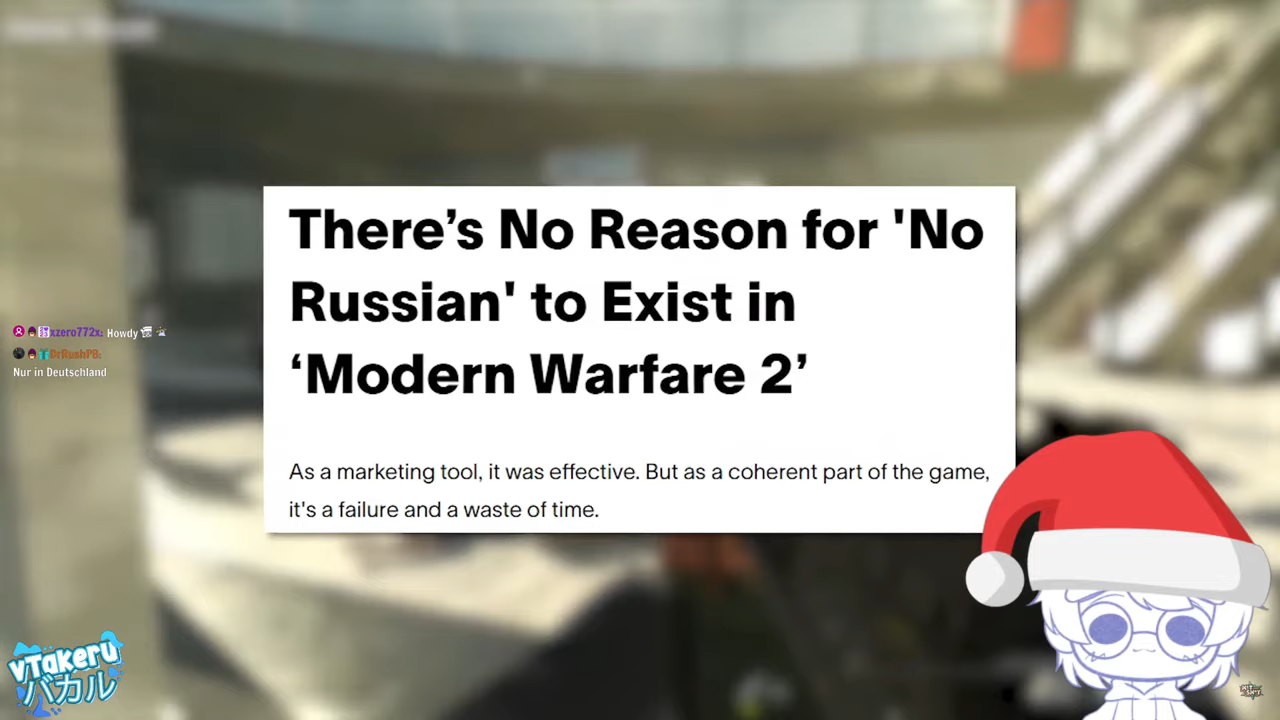 There’s No Reason for 'No
Russian' to Exist in
‘Modern Warfare 2’
As a marketing tool, it was effective. But as a coherent part of the game,
it's a failure and a waste of time.
xzero772x: Howdy
DrRushPB:
Nur in Deutschland
vTakeru
バカル